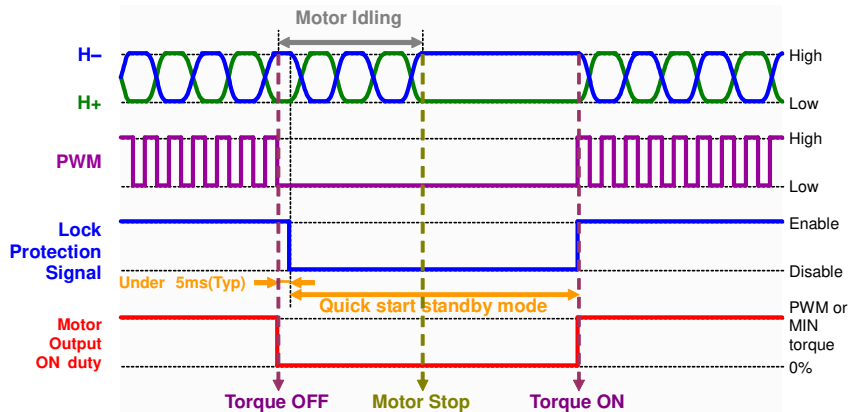 Motor Idling
H−
High
H+
Low
PWM
High
Low
Lock
Protection
Signal
Enable
Disable
Under 5ms(Typ)
Quick start standby mode
Motor
Output
ON duty
PWM or
MIN
torque
0%
Torque OFF
Motor Stop
Torque ON